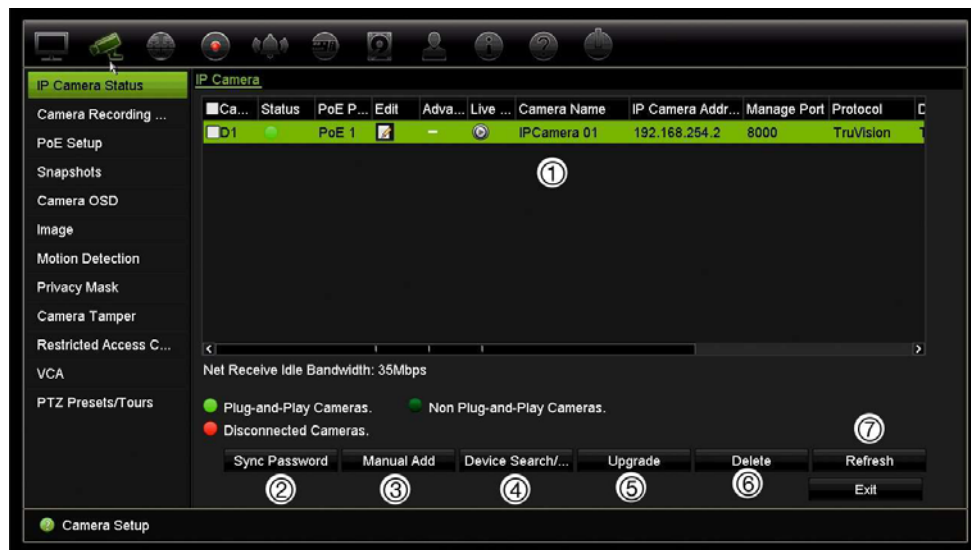 IP Camera Status
Camera Recording ...
PoE Setup
Snapshots
Camera OSD
Image
Motion Detection
Privacy Mask
Camera Tamper
Restricted Access C...
VCA
PTZ Presets/Tours
IP Camera
Ca... Status PoE P... Edit Adva... Live ... Camera Name IP Camera Addr... Manage Port Protocol D
D1 PoE 1 IPCamera 01 192.168.254.2 8000 TruVision
①
Net Receive Idle Bandwidth: 35Mbps
Plug-and-Play Cameras. Non Plug-and-Play Cameras.
Disconnected Cameras.
⑦
Sync Password Manual Add Device Search/... Upgrade Delete Refresh
② ③ ④ ⑤ ⑥
Exit
Camera Setup